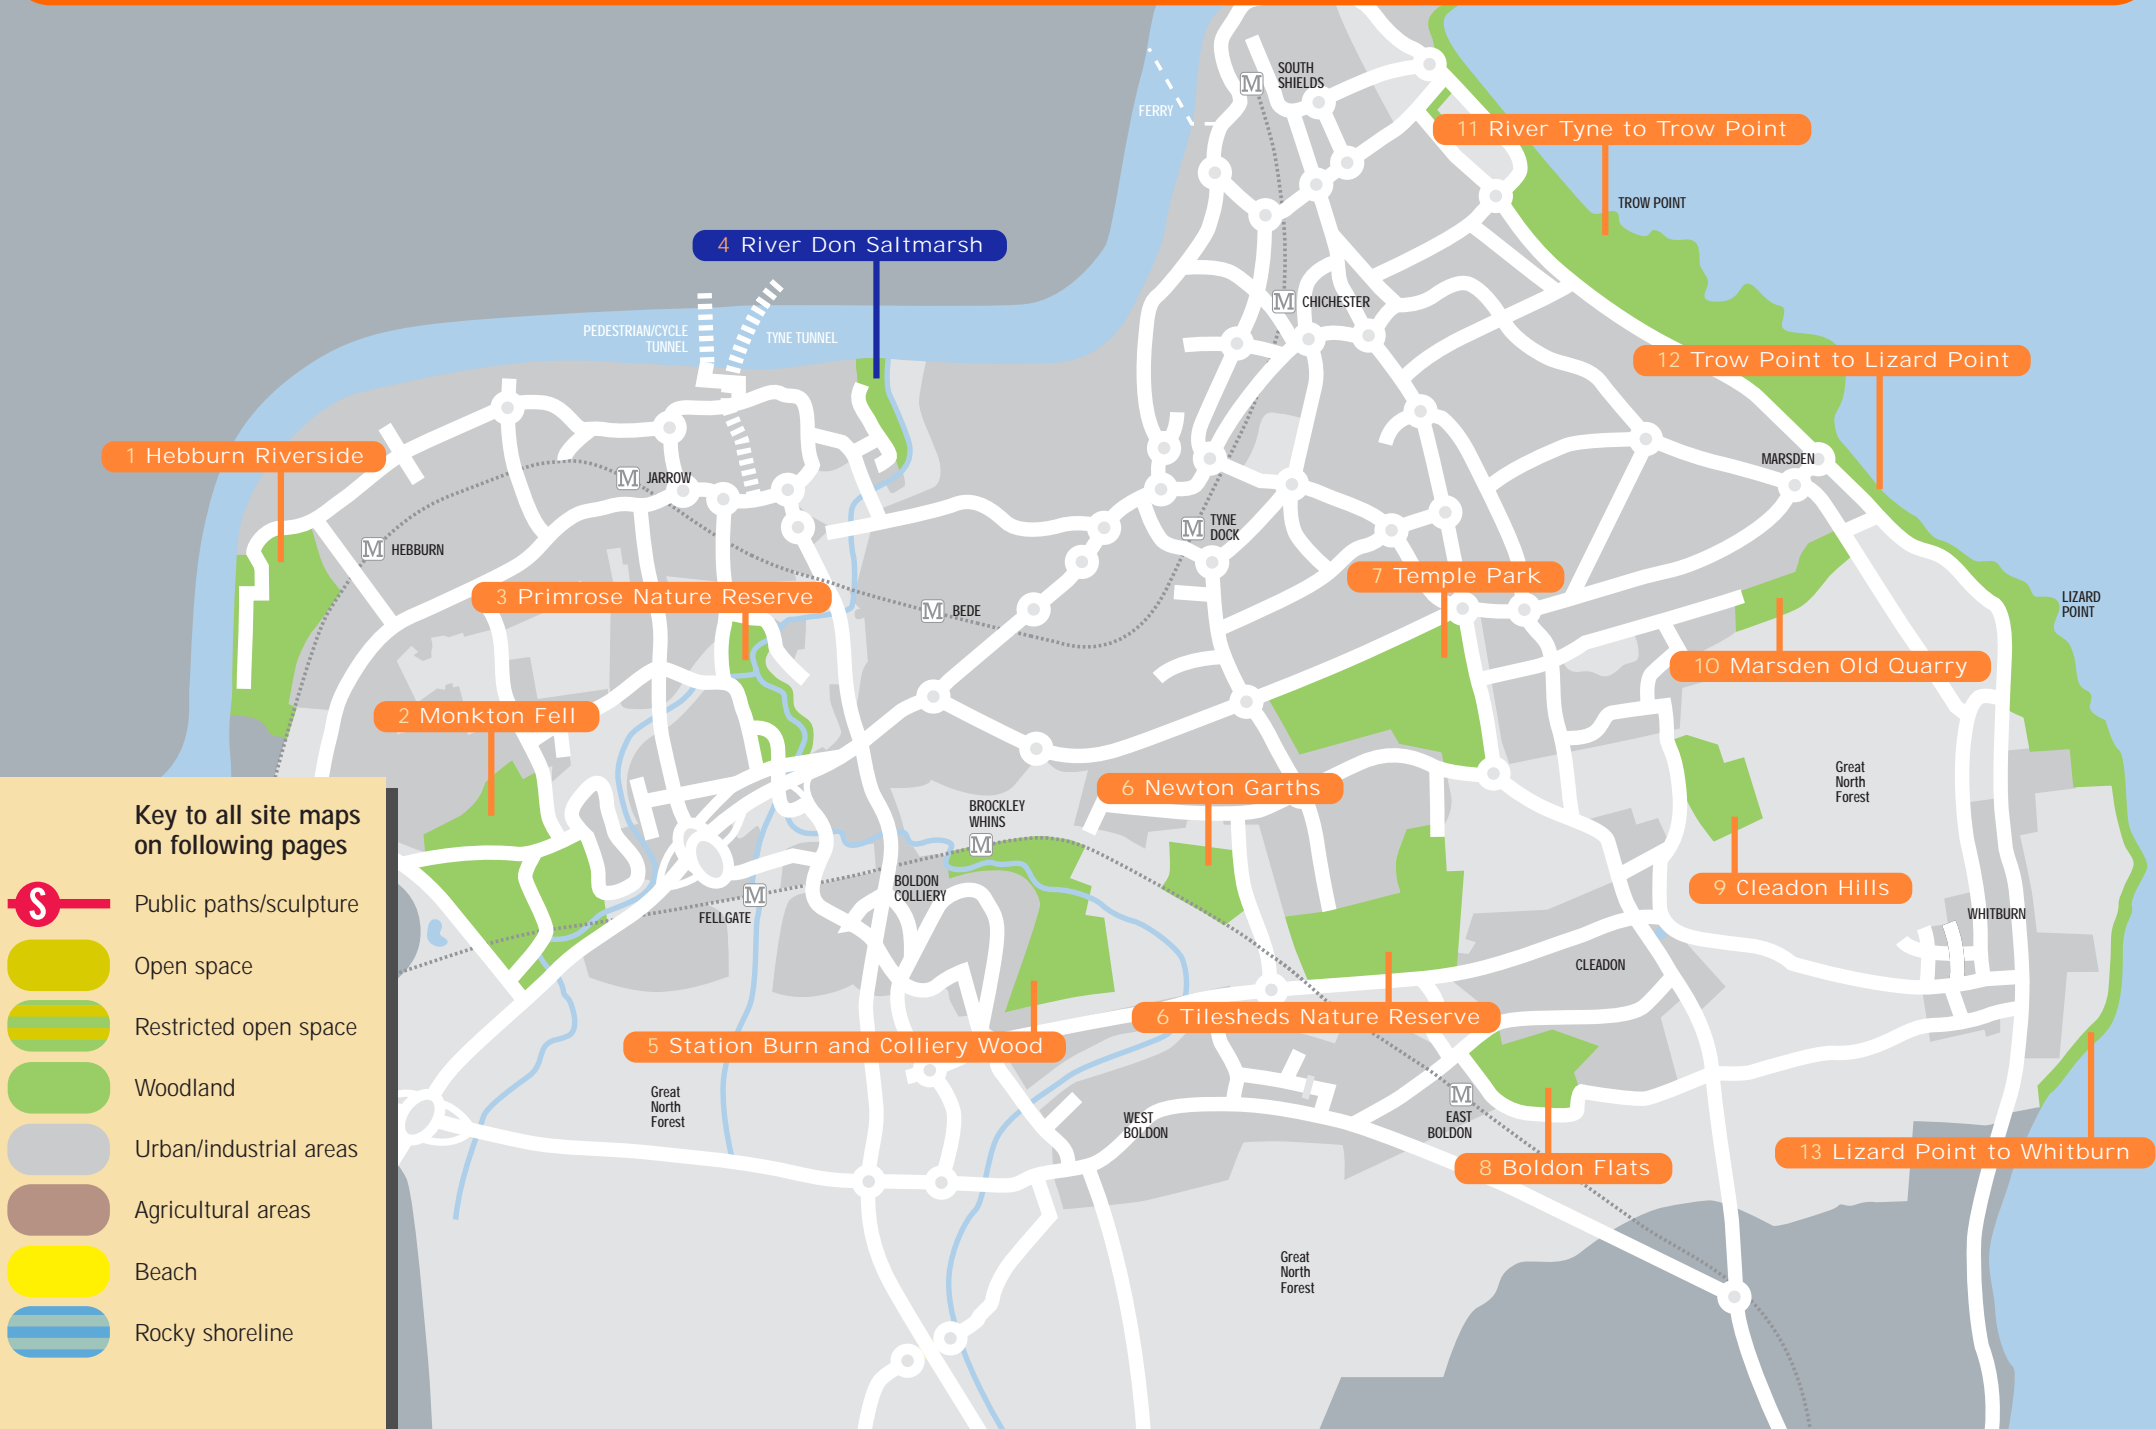 SOUTH
SHIELDS
FERRY
11 River Tyne to Trow Point
TROW POINT
4 River Don Saltmarsh
CHICHESTER
PEDESTRIAN/CYCLE
TUNNEL
TYNE TUNNEL
12 Trow Point to Lizard Point
1 Hebburn Riverside
MARSDEN
JARROW
TYNE
DOCK
HEBBURN
7 Temple Park
3 Primrose Nature Reserve
BEDE
LIZARD
POINT
10 Marsden Old Quarry
2 Monkton Fell
Great
North
Forest
6 Newton Garths
BROCKLEY
WHINS
BOLDON
COLLIERY
9 Cleadon Hills
FELLGATE
WHITBURN
CLEADON
6 Tilesheds Nature Reserve
5 Station Burn and Colliery Wood
Great
North
Forest
WEST
BOLDON
EAST
BOLDON
13 Lizard Point to Whitburn
8 Boldon Flats
Great
North
Forest
Key to all site maps
on following pages
S Public paths/sculpture
Open space
Restricted open space
Woodland
Urban/industrial areas
Agricultural areas
Beach
Rocky shoreline
M
M
M
M
M
M
M
M
M